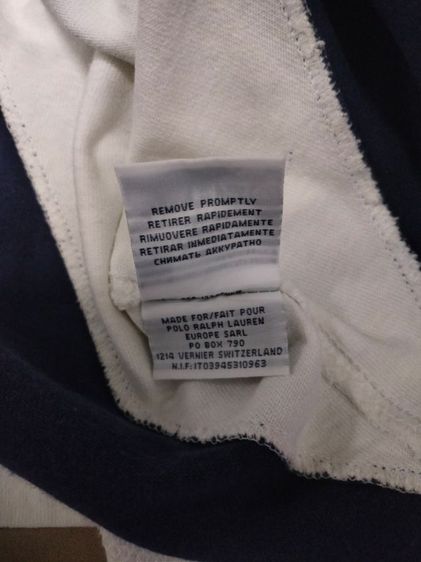 REMOVE PROMPTLY
RETIRER RAPIDEMENT
RIMUOVERE RAPIDAMENTE
RETIRAR INMEDIATAMENTE
СНИМАТЬ АККУРАТНО
MADE FOR/FAIT POUR
POLO RALPH LAUREN
EUROPE SARL
PO BOX 790
1214 VERNIER SWITZERLAND
N.I.F:IT03945310963